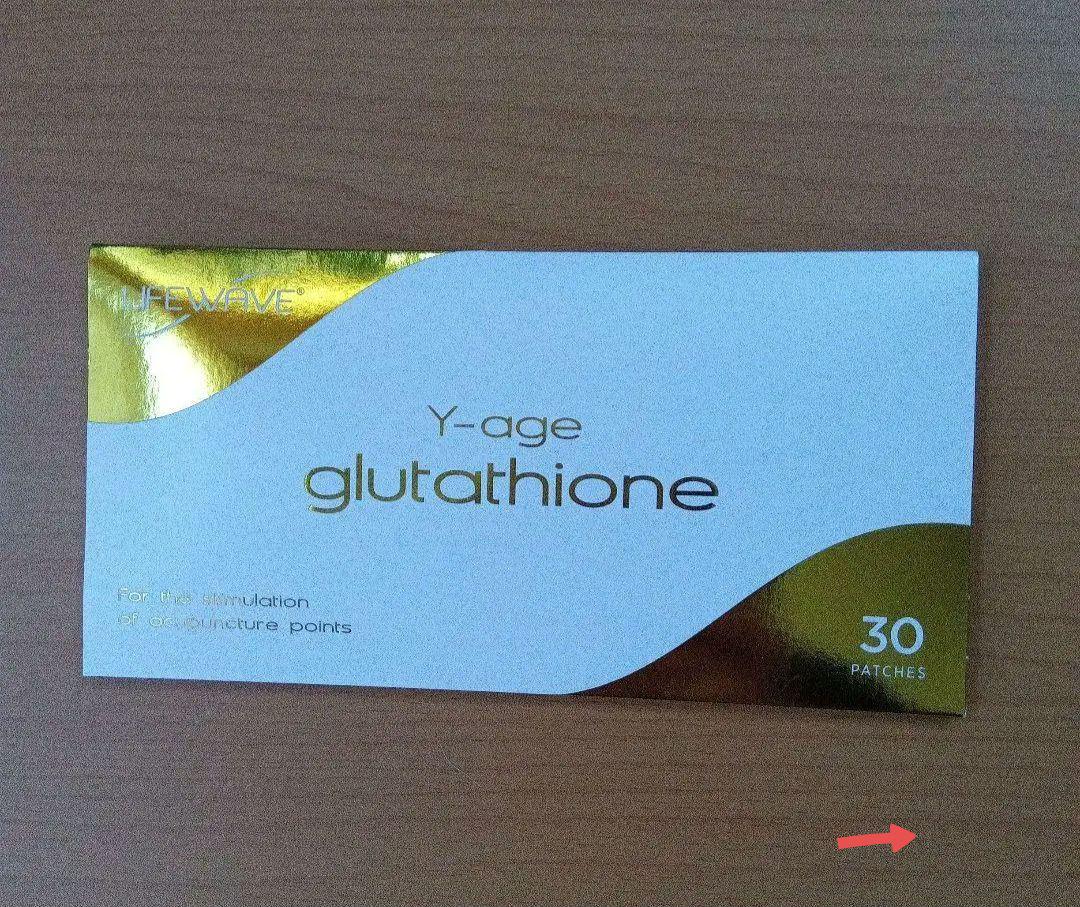 LIFEWAVE®
Y-age
glutathione
For the stimulation
of acupuncture points
30
PATCHES